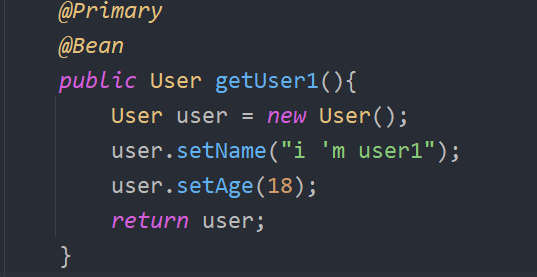 @Primary
@Bean
public User getUser1(){
User user = new User();
user.setName("i 'm user1");
user.setAge(18);
return user;
}